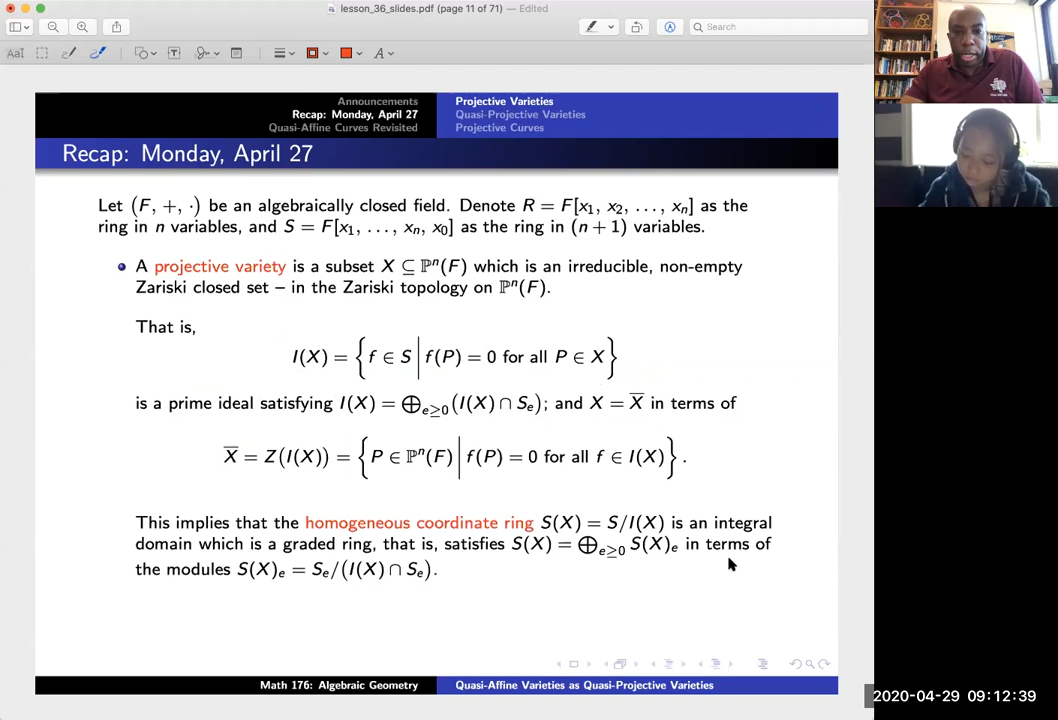 lesson_36_slides.pdf (page 11 of 71) — Edited
Search
AaI
A
Announcements
Recap: Monday, April 27
Quasi-Affine Curves Revisited
Projective Varieties
Quasi-Projective Varieties
Projective Curves
Recap: Monday, April 27
Let (F, +, ·) be an algebraically closed field. Denote R = F[x₁, x₂, ..., xₙ] as the
ring in n variables, and S = F[x₁, ..., xₙ, x₀] as the ring in (n + 1) variables.
• A projective variety is a subset X ⊆ ℙⁿ(F) which is an irreducible, non-empty
Zariski closed set – in the Zariski topology on ℙⁿ(F).
That is,
I(X) = { f ∈ S | f(P) = 0 for all P ∈ X }
is a prime ideal satisfying I(X) = ⊕_{e≥0} (I(X) ∩ Sₑ); and X = X̅ in terms of
X̅ = Z(I(X)) = { P ∈ ℙⁿ(F) | f(P) = 0 for all f ∈ I(X) }.
This implies that the homogeneous coordinate ring S(X) = S/I(X) is an integral
domain which is a graded ring, that is, satisfies S(X) = ⊕_{e≥0} S(X)ₑ in terms of
the modules S(X)ₑ = Sₑ/(I(X) ∩ Sₑ).
Math 176: Algebraic Geometry
Quasi-Affine Varieties as Quasi-Projective Varieties
2020-04-29 09:12:39